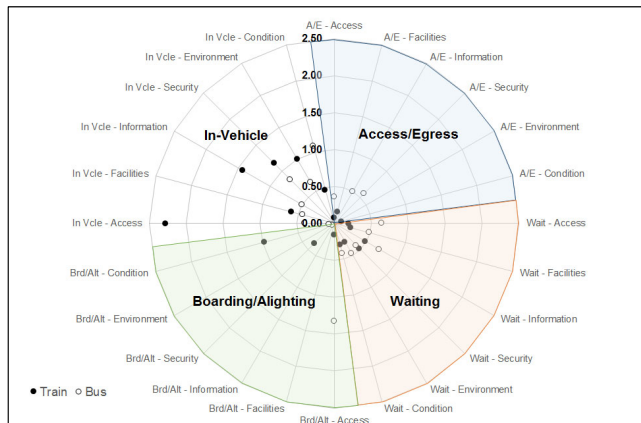 A/E - Access
In Vcle - Condition
A/E - Facilities
2.50
In Vcle - Environment
A/E - Information
2.00
In Vcle - Security
A/E - Security
1.50
In Vcle - Information
In-Vehicle
Access/Egress
A/E - Environment
1.00
In Vcle - Facilities
A/E - Condition
0.50
In Vcle - Access
0.00
Wait - Access
Brd/Alt - Condition
Wait - Facilities
Boarding/Alighting
Waiting
Brd/Alt - Environment
Wait - Information
Brd/Alt - Security
Wait - Security
Brd/Alt - Information
Wait - Environment
Train
Bus
Brd/Alt - Facilities
Wait - Condition
Brd/Alt - Access